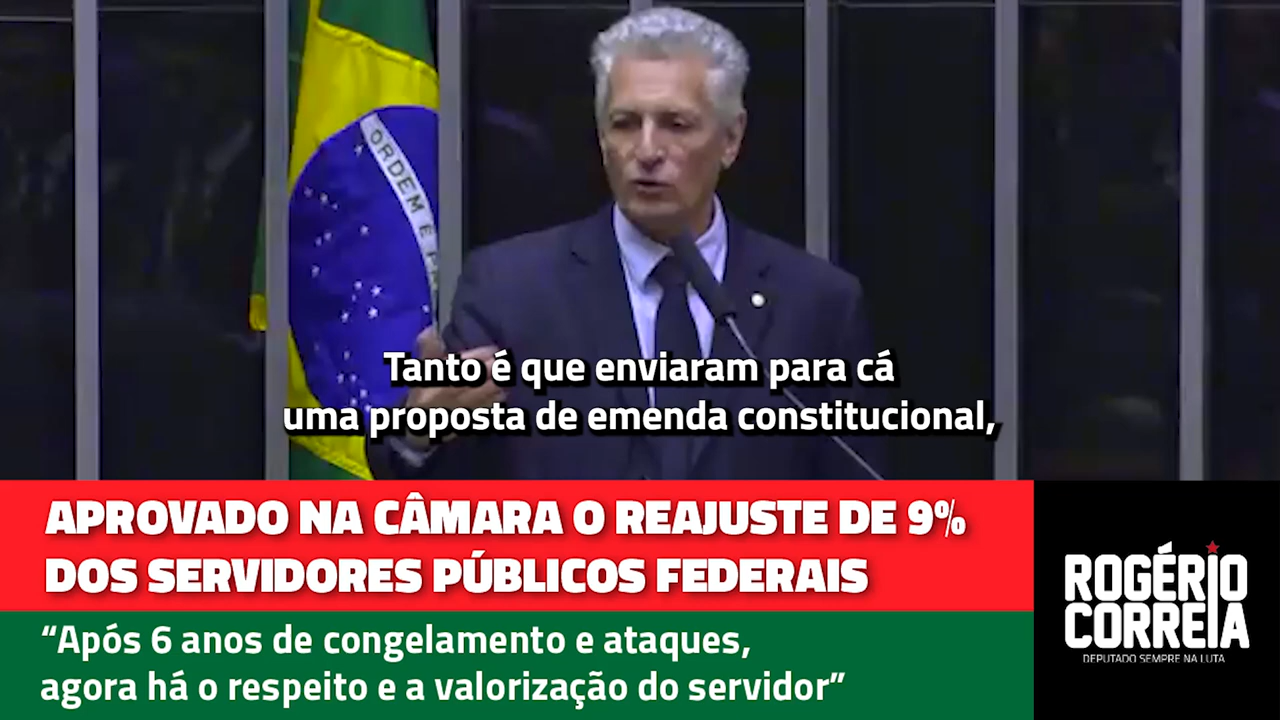 ORDEM E P
Tanto é que enviaram para cá
uma proposta de emenda constitucional,
APROVADO NA CÂMARA O REAJUSTE DE 9%
DOS SERVIDORES PÚBLICOS FEDERAIS
“Após 6 anos de congelamento e ataques,
agora há o respeito e a valorização do servidor”
ROGÉRIO
CORREIA
DEPUTADO SEMPRE NA LUTA